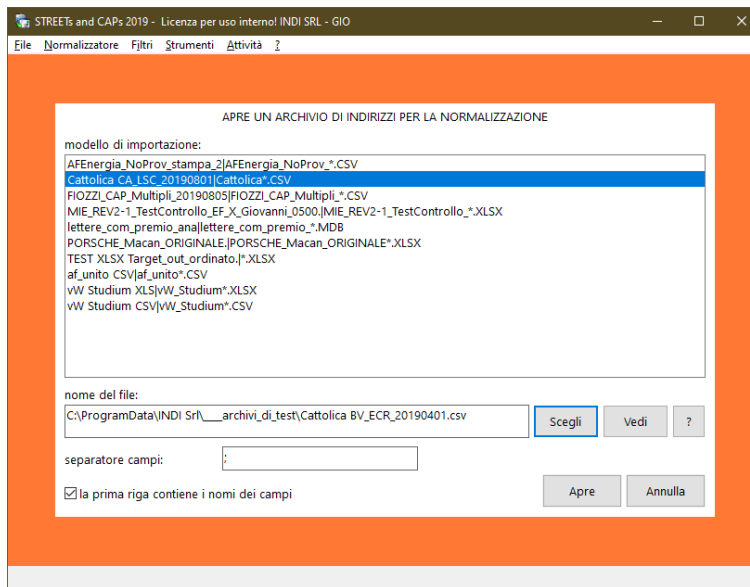 STREETs and CAPs 2019 - Licenza per uso interno! INDI SRL - GIO
File Normalizzatore Filtri Strumenti Attività ?
APRE UN ARCHIVIO DI INDIRIZZI PER LA NORMALIZZAZIONE
modello di importazione:
AFEnergia_NoProv_stampa_2|AFEnergia_NoProv_*.CSV
Cattolica CA_LSC_20190801|Cattolica*.CSV
FIOZZI_CAP_Multipli_20190805|FIOZZI_CAP_Multipli_*.CSV
MIE_REV2-1_TestControllo_EF_X_Giovanni_0500.|MIE_REV2-1_TestControllo_*.XLSX
lettere_com_premio_ana|lettere_com_premio_*.MDB
PORSCHE_Macan_ORIGINALE.|PORSCHE_Macan_ORIGINALE*.XLSX
TEST XLSX Target_out_ordinato.|*.XLSX
af_unito CSV|af_unito*.CSV
vW Studium XLS|vW_Studium*.XLSX
vW Studium CSV|vW_Studium*.CSV
nome del file:
C:\ProgramData\INDI Srl\___archivi_di_test\Cattolica BV_ECR_20190401.csv
Scegli Vedi ?
separatore campi: ;
la prima riga contiene i nomi dei campi
Apre Annulla